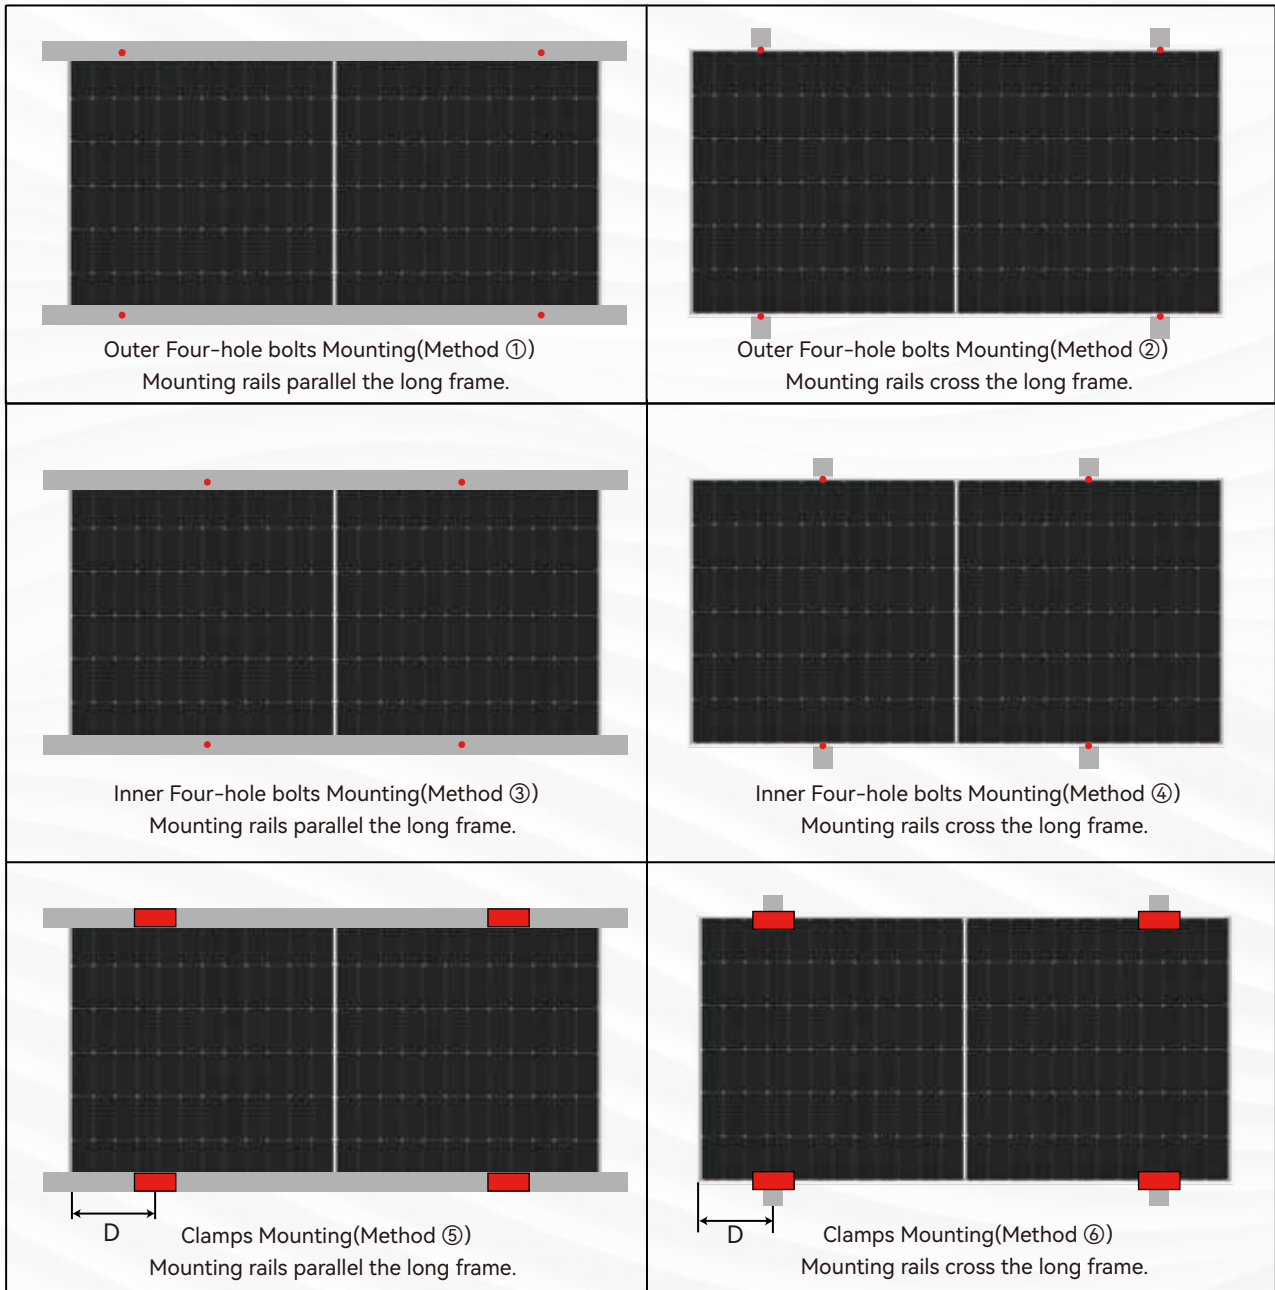 Outer Four-hole bolts Mounting(Method ①)
Mounting rails parallel the long frame.
Outer Four-hole bolts Mounting(Method ②)
Mounting rails cross the long frame.
Inner Four-hole bolts Mounting(Method ③)
Mounting rails parallel the long frame.
Inner Four-hole bolts Mounting(Method ④)
Mounting rails cross the long frame.
D
Clamps Mounting(Method ⑤)
Mounting rails parallel the long frame.
D
Clamps Mounting(Method ⑥)
Mounting rails cross the long frame.